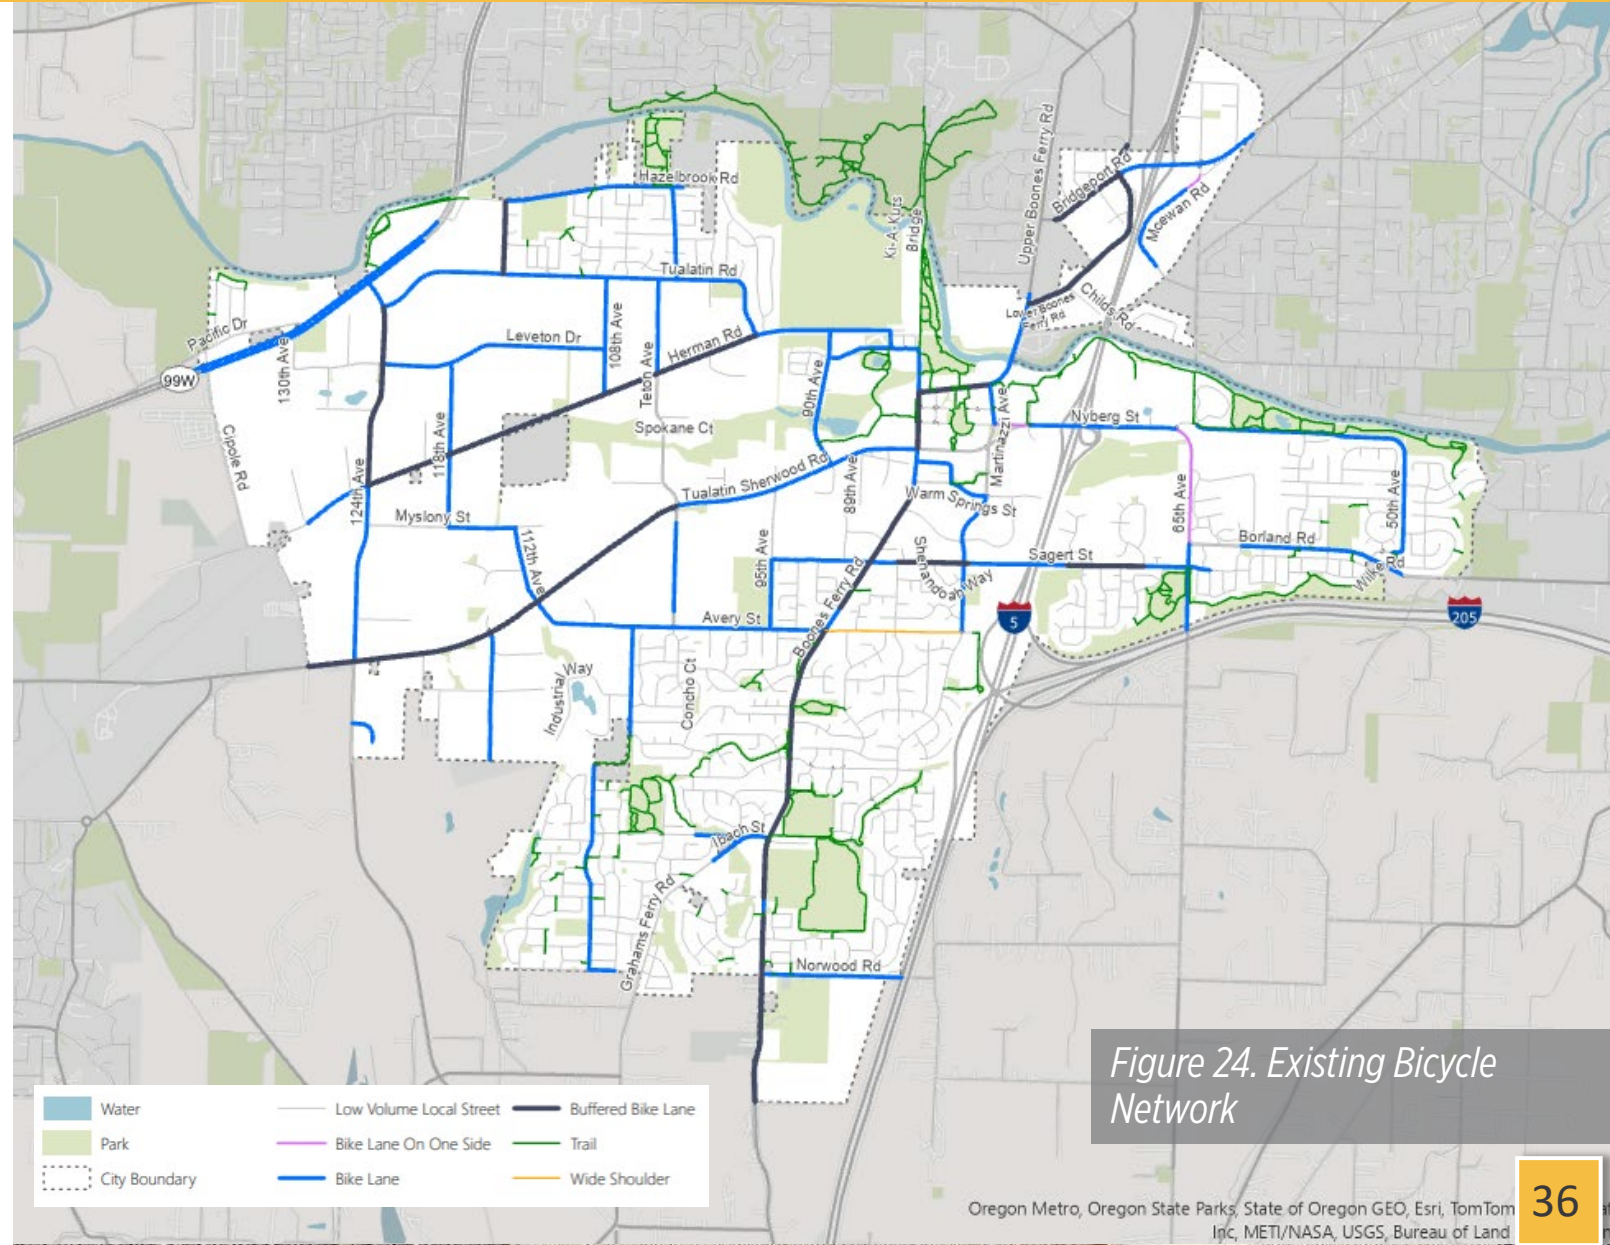 Upper Boones Ferry Rd
Bridgeport Rd
Mcewan Rd
Hazelbrook Rd
Ki-A-Kuts
Bridge
Tualatin Rd
Childs Rd
Lower Boones
Ferry Rd
Pacific Dr
99W
130th Ave
Leveton Dr
108th Ave
Teton Ave
Herman Rd
90th Ave
Martinazzi Ave
Nyberg St
Cipole Rd
118th Ave
Spokane Ct
124th Ave
Tualatin Sherwood Rd
89th Ave
Warm Springs St
65th Ave
50th Ave
Myslony St
112th Ave
95th Ave
Shenandoah Way
Sagert St
Borland Rd
Wilke Rd
Avery St
Boones Ferry Rd
5
205
Industrial Way
Concho Ct
Ibach St
Grahams Ferry Rd
Norwood Rd
Figure 24. Existing Bicycle
Network
Water
Low Volume Local Street
Buffered Bike Lane
Park
Bike Lane On One Side
Trail
City Boundary
Bike Lane
Wide Shoulder
Oregon Metro, Oregon State Parks, State of Oregon GEO, Esri, TomTom
Inc, METI/NASA, USGS, Bureau of Land
36